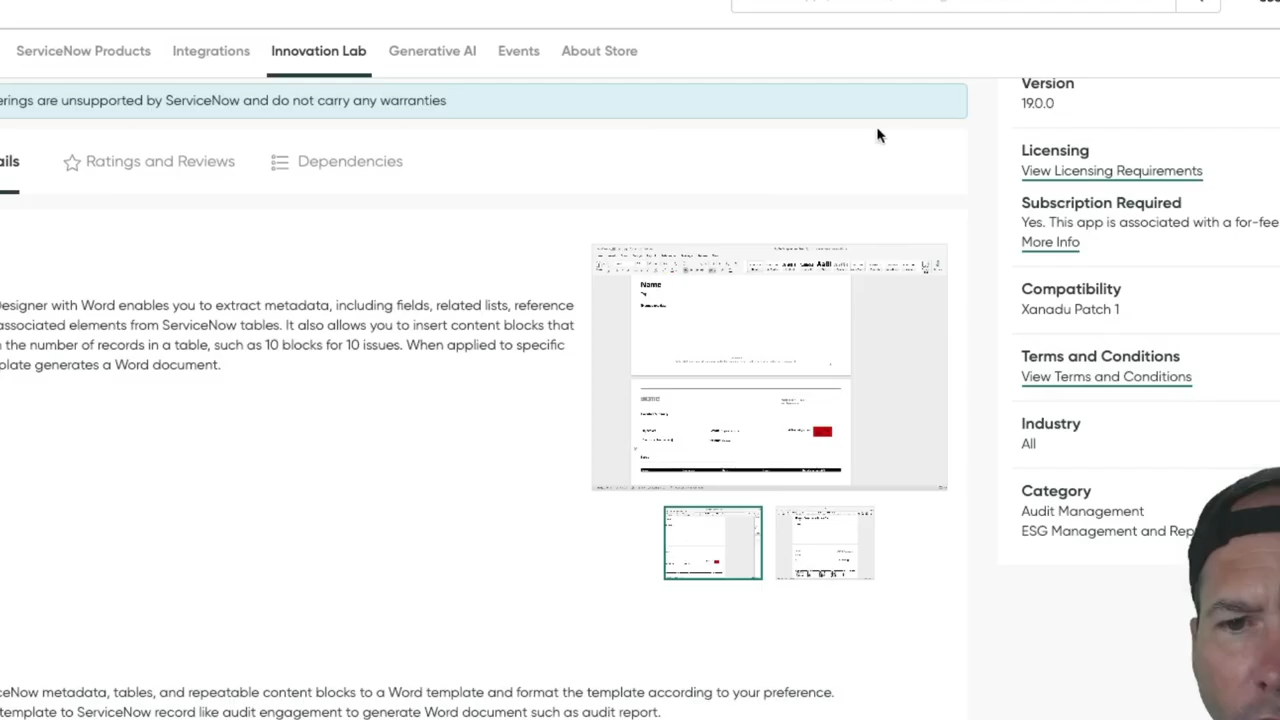 ServiceNow Products Integrations Innovation Lab Generative AI Events About Store
erings are unsupported by ServiceNow and do not carry any warranties
ails Ratings and Reviews Dependencies
esigner with Word enables you to extract metadata, including fields, related lists, reference
associated elements from ServiceNow tables. It also allows you to insert content blocks that
the number of records in a table, such as 10 blocks for 10 issues. When applied to specific
plate generates a Word document.
Name
ceNow metadata, tables, and repeatable content blocks to a Word template and format the template according to your preference.
template to ServiceNow record like audit engagement to generate Word document such as audit report.
Version
19.0.0
Licensing
View Licensing Requirements
Subscription Required
Yes. This app is associated with a for-fee
More Info
Compatibility
Xanadu Patch 1
Terms and Conditions
View Terms and Conditions
Industry
All
Category
Audit Management
ESG Management and Rep